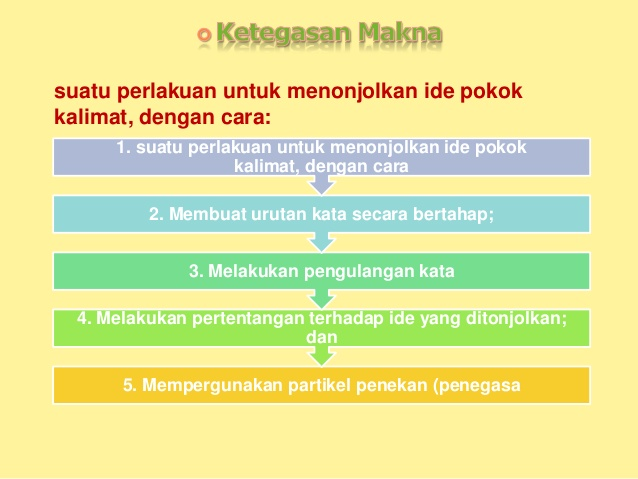 Ketegasan Makna
suatu perlakuan untuk menonjolkan ide pokok
kalimat, dengan cara:
1. suatu perlakuan untuk menonjolkan ide pokok
kalimat, dengan cara
2. Membuat urutan kata secara bertahap;
3. Melakukan pengulangan kata
4. Melakukan pertentangan terhadap ide yang ditonjolkan;
dan
5. Mempergunakan partikel penekan (penegasa